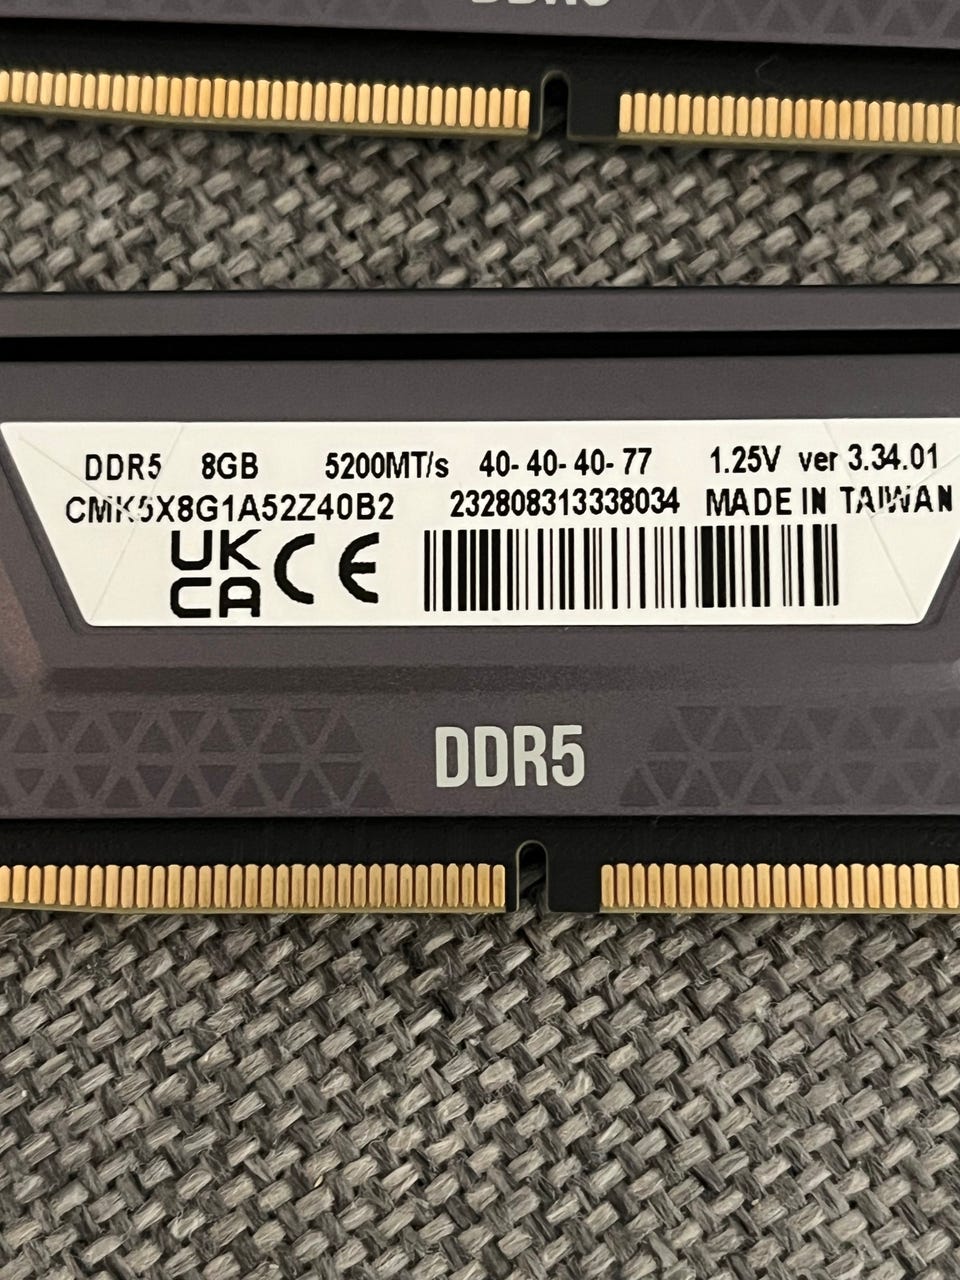 DDR5
DDR5 8GB 5200MT/s 40-40-40-77 1.25V ver 3.34.01
CMK5X8G1A52Z40B2 232808313338034 MADE IN TAIWAN
UK
CA CE
DDR5